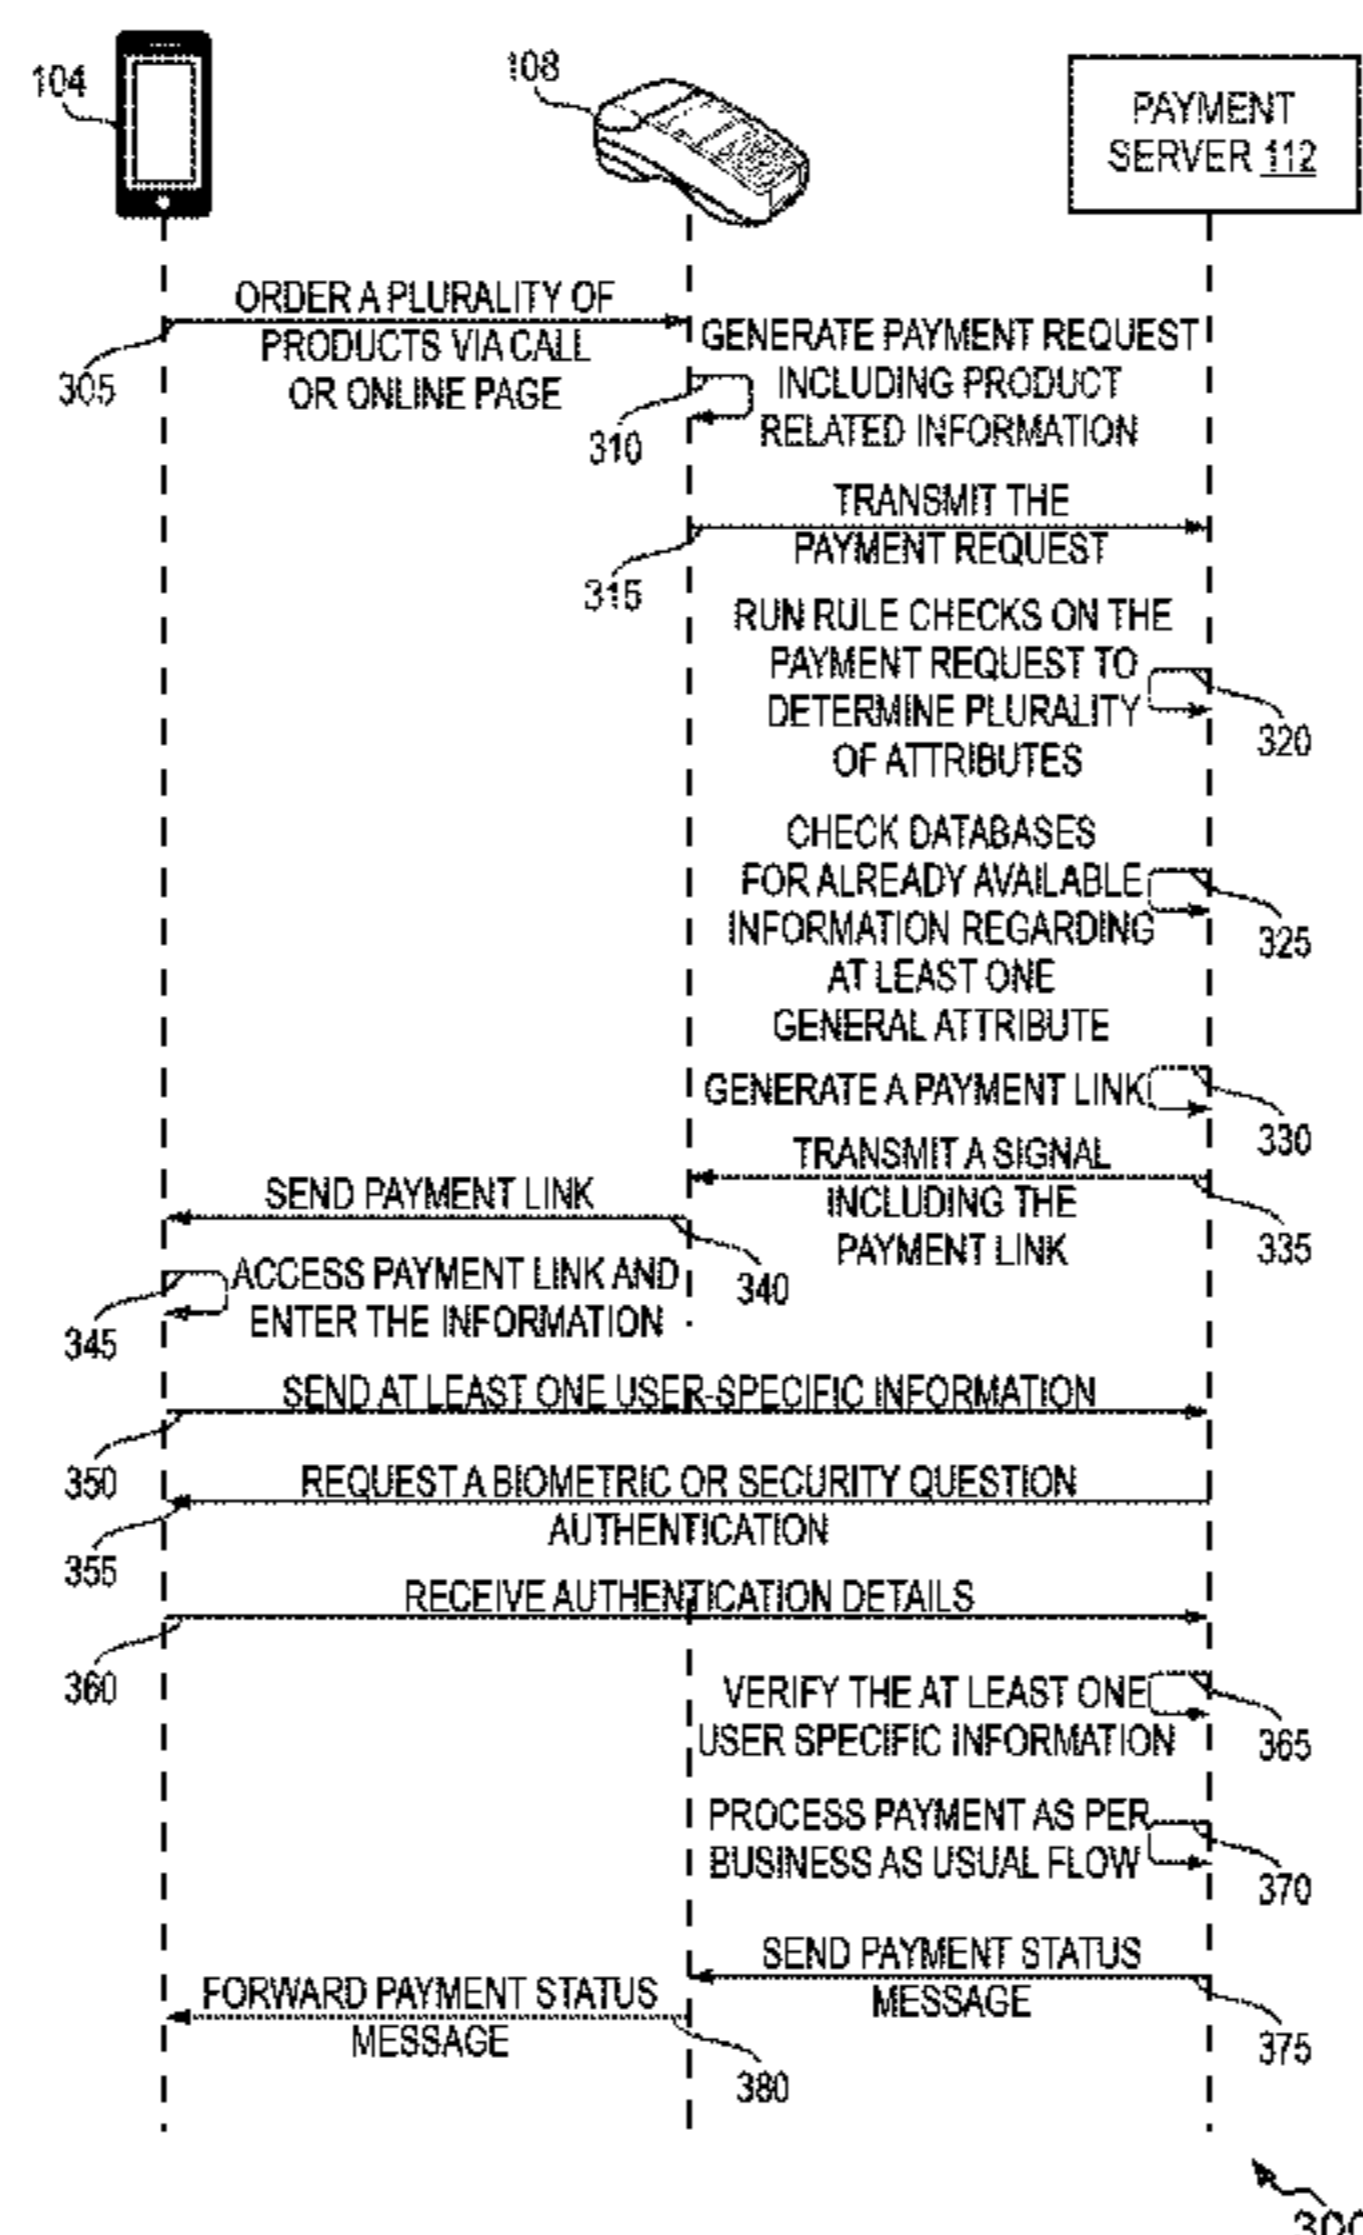 104
108
PAYMENT
SERVER 112
ORDER A PLURALITY OF
PRODUCTS VIA CALL
OR ONLINE PAGE
305
GENERATE PAYMENT REQUEST
INCLUDING PRODUCT
RELATED INFORMATION
310
TRANSMIT THE
PAYMENT REQUEST
315
RUN RULE CHECKS ON THE
PAYMENT REQUEST TO
DETERMINE PLURALITY
OF ATTRIBUTES
320
CHECK DATABASES
FOR ALREADY AVAILABLE
INFORMATION REGARDING
AT LEAST ONE
GENERAL ATTRIBUTE
325
GENERATE A PAYMENT LINK
330
TRANSMIT A SIGNAL
INCLUDING THE
PAYMENT LINK
335
SEND PAYMENT LINK
340
ACCESS PAYMENT LINK AND
ENTER THE INFORMATION
345
SEND AT LEAST ONE USER-SPECIFIC INFORMATION
350
REQUEST A BIOMETRIC OR SECURITY QUESTION
AUTHENTICATION
355
RECEIVE AUTHENTICATION DETAILS
360
VERIFY THE AT LEAST ONE
USER SPECIFIC INFORMATION
365
PROCESS PAYMENT AS PER
BUSINESS AS USUAL FLOW
370
SEND PAYMENT STATUS
MESSAGE
375
FORWARD PAYMENT STATUS
MESSAGE
380
300